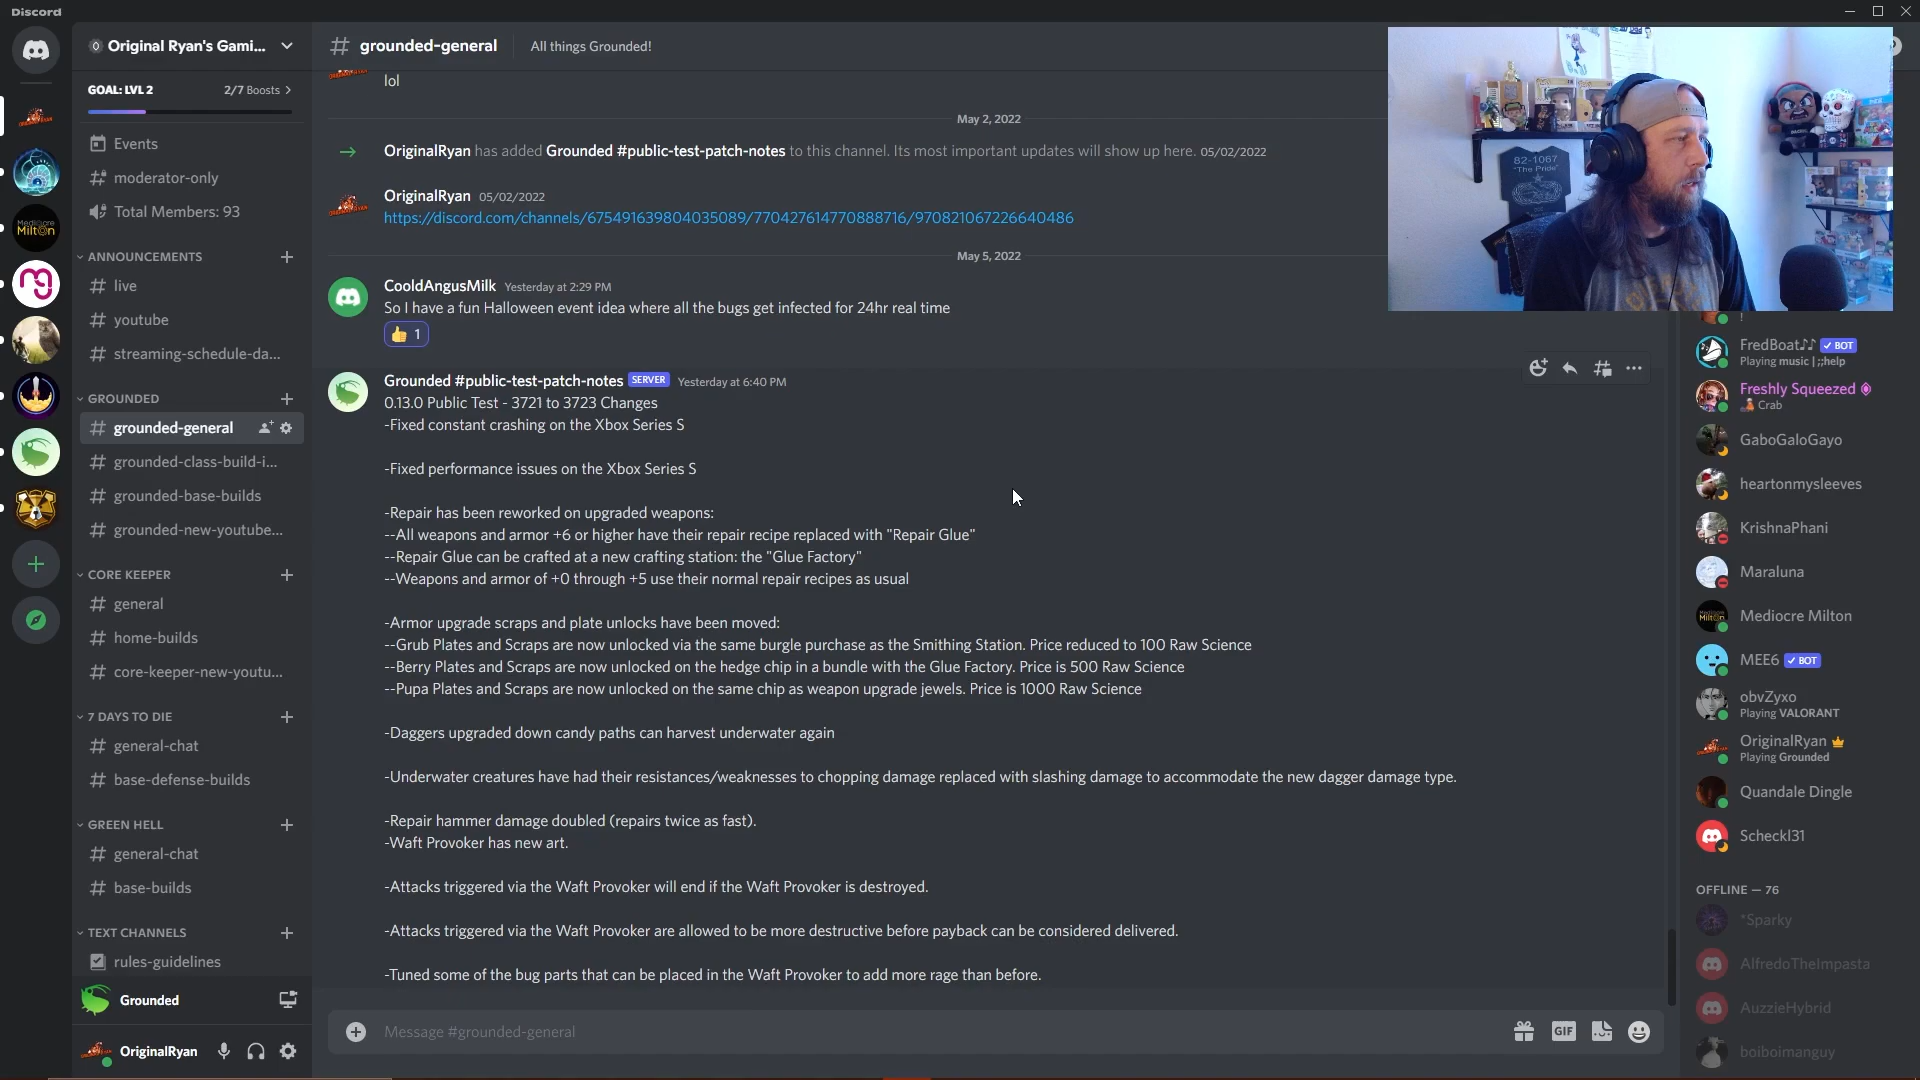 Discord
Original Ryan's Gami...
GOAL: LVL 2
2/7 Boosts
Events
moderator-only
Total Members: 93
ANNOUNCEMENTS
live
youtube
streaming-schedule-da...
GROUNDED
grounded-general
grounded-class-build-i...
grounded-base-builds
grounded-new-youtube...
CORE KEEPER
general
home-builds
core-keeper-new-youtu...
7 DAYS TO DIE
general-chat
base-defense-builds
GREEN HELL
general-chat
base-builds
TEXT CHANNELS
rules-guidelines
Grounded
OriginalRyan
Mediocre
Milton
# grounded-general
All things Grounded!
lol
May 2, 2022
OriginalRyan has added Grounded #public-test-patch-notes to this channel. Its most important updates will show up here. 05/02/2022
OriginalRyan 05/02/2022
https://discord.com/channels/675491639804035089/770427614770888716/970821067226640486
May 5, 2022
CooldAngusMilk Yesterday at 2:29 PM
So I have a fun Halloween event idea where all the bugs get infected for 24hr real time
👍 1
Grounded #public-test-patch-notes SERVER Yesterday at 6:40 PM
0.13.0 Public Test - 3721 to 3723 Changes
-Fixed constant crashing on the Xbox Series S
-Fixed performance issues on the Xbox Series S
-Repair has been reworked on upgraded weapons:
--All weapons and armor +6 or higher have their repair recipe replaced with "Repair Glue"
--Repair Glue can be crafted at a new crafting station: the "Glue Factory"
--Weapons and armor of +0 through +5 use their normal repair recipes as usual
-Armor upgrade scraps and plate unlocks have been moved:
--Grub Plates and Scraps are now unlocked via the same burgle purchase as the Smithing Station. Price reduced to 100 Raw Science
--Berry Plates and Scraps are now unlocked on the hedge chip in a bundle with the Glue Factory. Price is 500 Raw Science
--Pupa Plates and Scraps are now unlocked on the same chip as weapon upgrade jewels. Price is 1000 Raw Science
-Daggers upgraded down candy paths can harvest underwater again
-Underwater creatures have had their resistances/weaknesses to chopping damage replaced with slashing damage to accommodate the new dagger damage type.
-Repair hammer damage doubled (repairs twice as fast).
-Waft Provoker has new art.
-Attacks triggered via the Waft Provoker will end if the Waft Provoker is destroyed.
-Attacks triggered via the Waft Provoker are allowed to be more destructive before payback can be considered delivered.
-Tuned some of the bug parts that can be placed in the Waft Provoker to add more rage than before.
Message #grounded-general
GIF
82-1067
"The Pride"
FredBoat♪♪ ✓ BOT
Playing music | ;;help
Freshly Squeezed
Crab
GaboGaloGayo
heartonmysleeves
KrishnaPhani
Maraluna
Mediocre Milton
MEE6 ✓ BOT
obvZyxo
Playing VALORANT
OriginalRyan
Playing Grounded
Quandale Dingle
Scheckl31
OFFLINE — 76
*Sparky
AlfredoTheImpasta
AuzzieHybrid
boiboimanguy